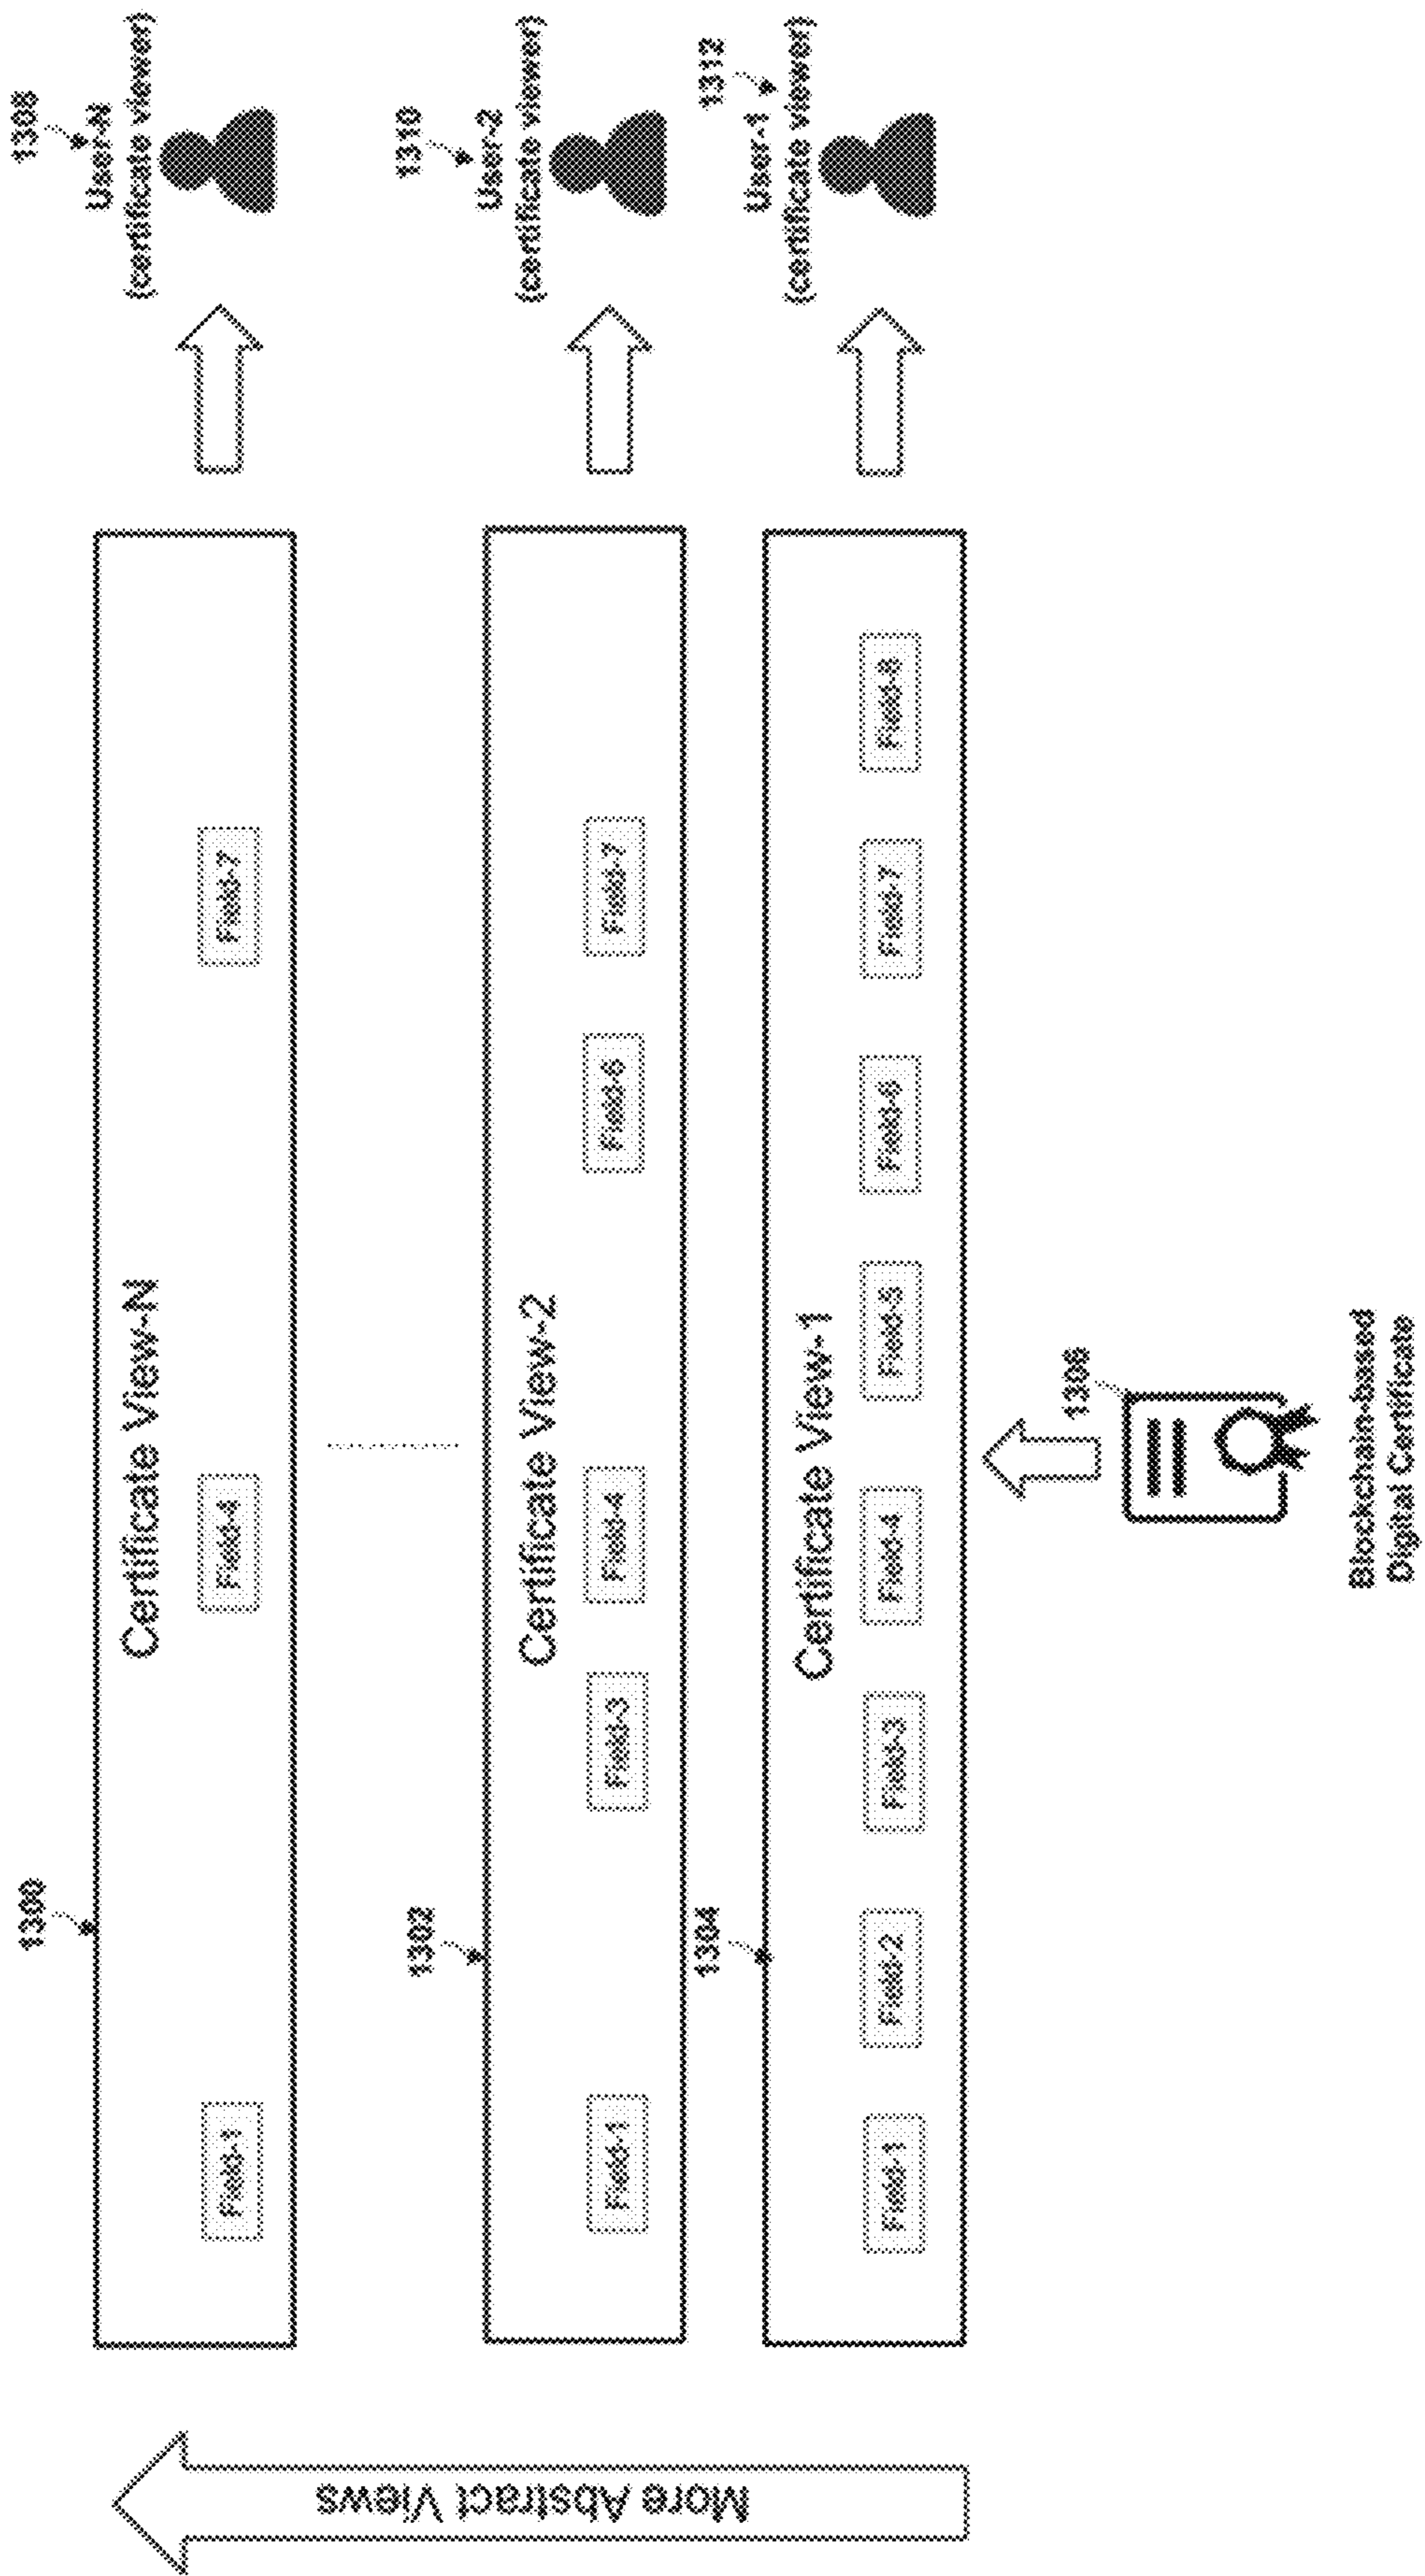 1300
Certificate View-N
Field-1
Field-4
Field-7
1308
User-N
(certificate viewer)
1302
Certificate View-2
Field-1
Field-3
Field-4
Field-6
Field-7
1310
User-2
(certificate viewer)
1304
Certificate View-1
Field-1
Field-2
Field-3
Field-4
Field-5
Field-6
Field-7
Field-8
1312
User-1
(certificate viewer)
More Abstract Views
1306
Blockchain-based
Digital Certificate